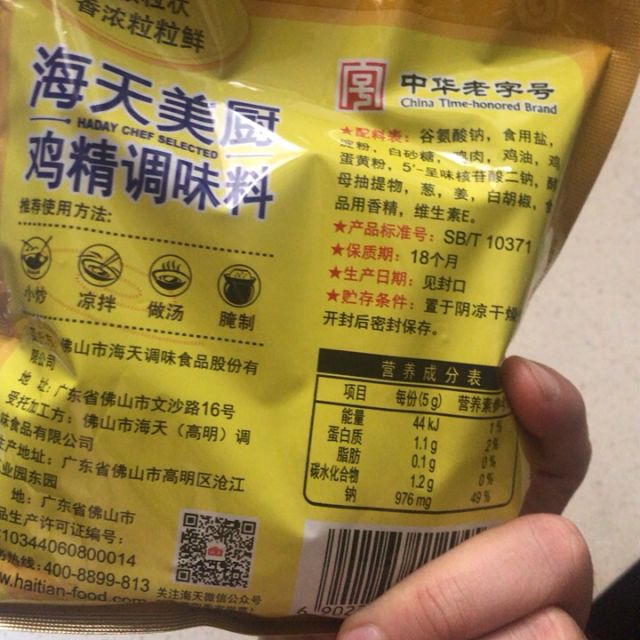 香浓粒粒鲜
海天美厨
HADAY CHEF SELECTED
鸡精调味料
推荐使用方法:
小炒 凉拌 做汤 腌制
佛山市海天调味食品股份有
限公司
地 址:广东省佛山市文沙路16号
受托加工方: 佛山市海天（高明）调
味食品有限公司
生产地址: 广东省佛山市高明区沧江
业园东园
地: 广东省佛山市
品生产许可证编号:
10344060800014
热线:400-8899-813
w.haitian-food.com
关注海天微信公众号
中华老字号
China Time-honored Brand
★配料表: 谷氨酸钠, 食用盐,
淀粉, 白砂糖, 鸡肉, 鸡油, 鸡
蛋黄粉, 5'-呈味核苷酸二钠, 酵
母抽提物, 葱, 姜, 白胡椒, 食
品用香精, 维生素E。
★产品标准号: SB/T 10371
★保质期: 18个月
★生产日期: 见封口
★贮存条件: 置于阴凉干燥
开封后密封保存。
营养成分表
项目 每份(5 g) 营养素参
能量 44 kJ 1%
蛋白质 1.1 g 2%
脂肪 0.1 g 0%
碳水化合物 1.2 g 0%
钠 976 mg 49%